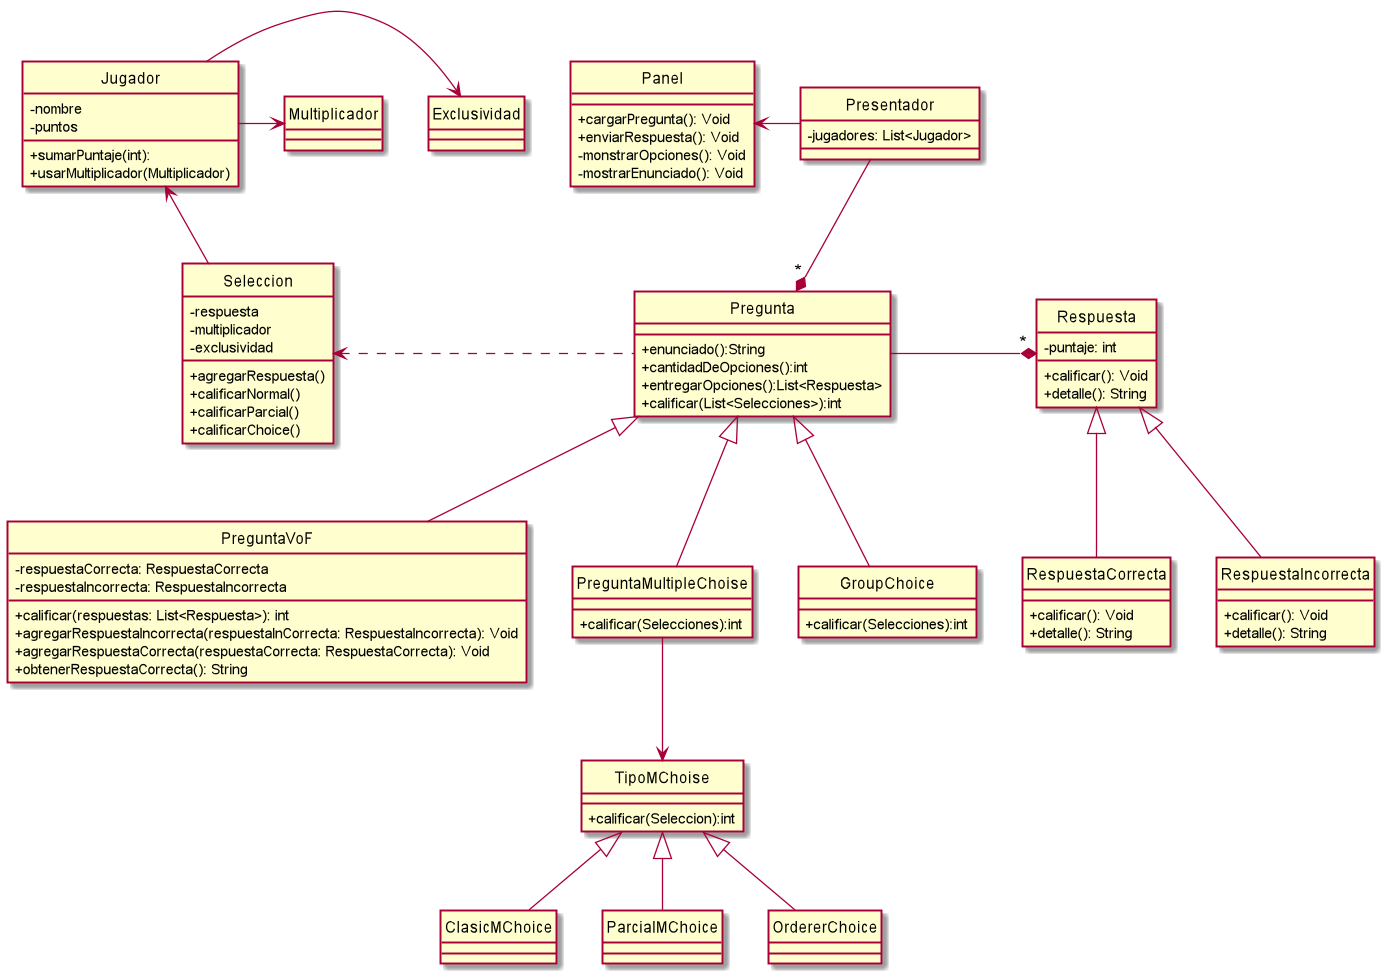 Jugador
-nombre
-puntos
+sumarPuntaje(int):
+usarMultiplicador(Multiplicador)
Multiplicador
Exclusividad
Panel
+cargarPregunta(): Void
+enviarRespuesta(): Void
-monstrarOpciones(): Void
-mostrarEnunciado(): Void
Presentador
-jugadores: List<Jugador>
Seleccion
-respuesta
-multiplicador
-exclusividad
+agregarRespuesta()
+calificarNormal()
+calificarParcial()
+calificarChoice()
*
Pregunta
+enunciado():String
+cantidadDeOpciones():int
+entregarOpciones():List<Respuesta>
+calificar(List<Selecciones>):int
*
Respuesta
-puntaje: int
+calificar(): Void
+detalle(): String
PreguntaVoF
-respuestaCorrecta: RespuestaCorrecta
-respuestaIncorrecta: RespuestaIncorrecta
+calificar(respuestas: List<Respuesta>): int
+agregarRespuestaIncorrecta(respuestaInCorrecta: RespuestaIncorrecta): Void
+agregarRespuestaCorrecta(respuestaCorrecta: RespuestaCorrecta): Void
+obtenerRespuestaCorrecta(): String
PreguntaMultipleChoise
+calificar(Selecciones):int
GroupChoice
+calificar(Selecciones):int
RespuestaCorrecta
+calificar(): Void
+detalle(): String
RespuestaIncorrecta
+calificar(): Void
+detalle(): String
TipoMChoise
+calificar(Seleccion):int
ClasicMChoice
ParcialMChoice
OrdererChoice